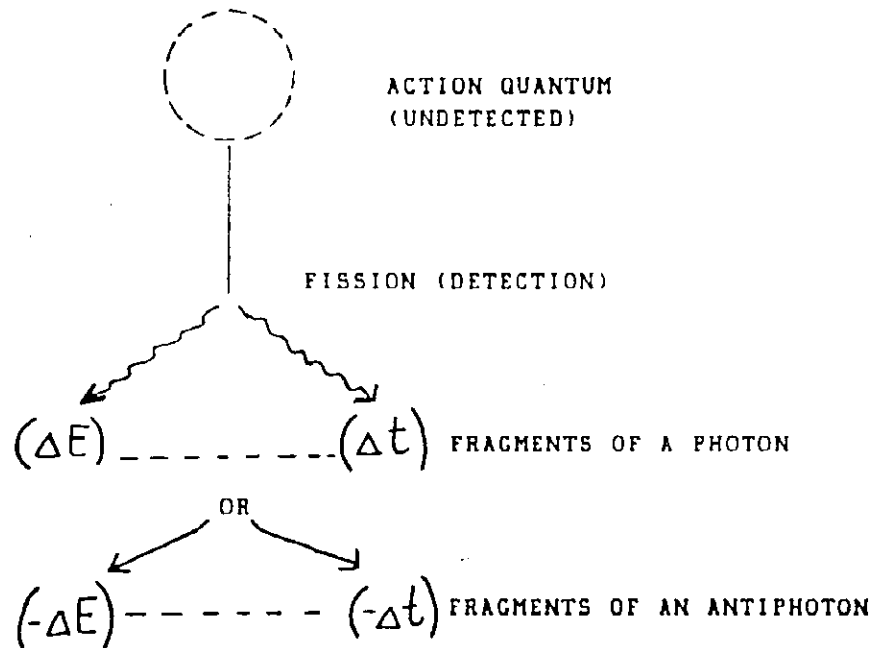 ACTION QUANTUM
(UNDETECTED)
FISSION (DETECTION)
(ΔE) (Δt) FRAGMENTS OF A PHOTON
OR
(-ΔE) (-Δt) FRAGMENTS OF AN ANTIPHOTON